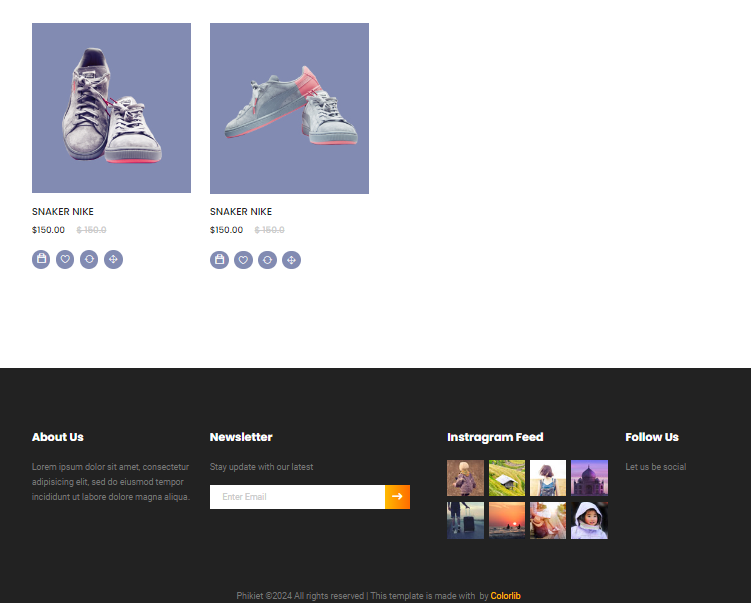 SNAKER NIKE
$150.00 $ 150.0
SNAKER NIKE
$150.00 $ 150.0
About Us
Lorem ipsum dolor sit amet, consectetur
adipisicing elit, sed do eiusmod tempor
incididunt ut labore dolore magna aliqua.
Newsletter
Stay update with our latest
Enter Email
Instragram Feed
Follow Us
Let us be social
Phikiet ©2024 All rights reserved | This template is made with by Colorlib